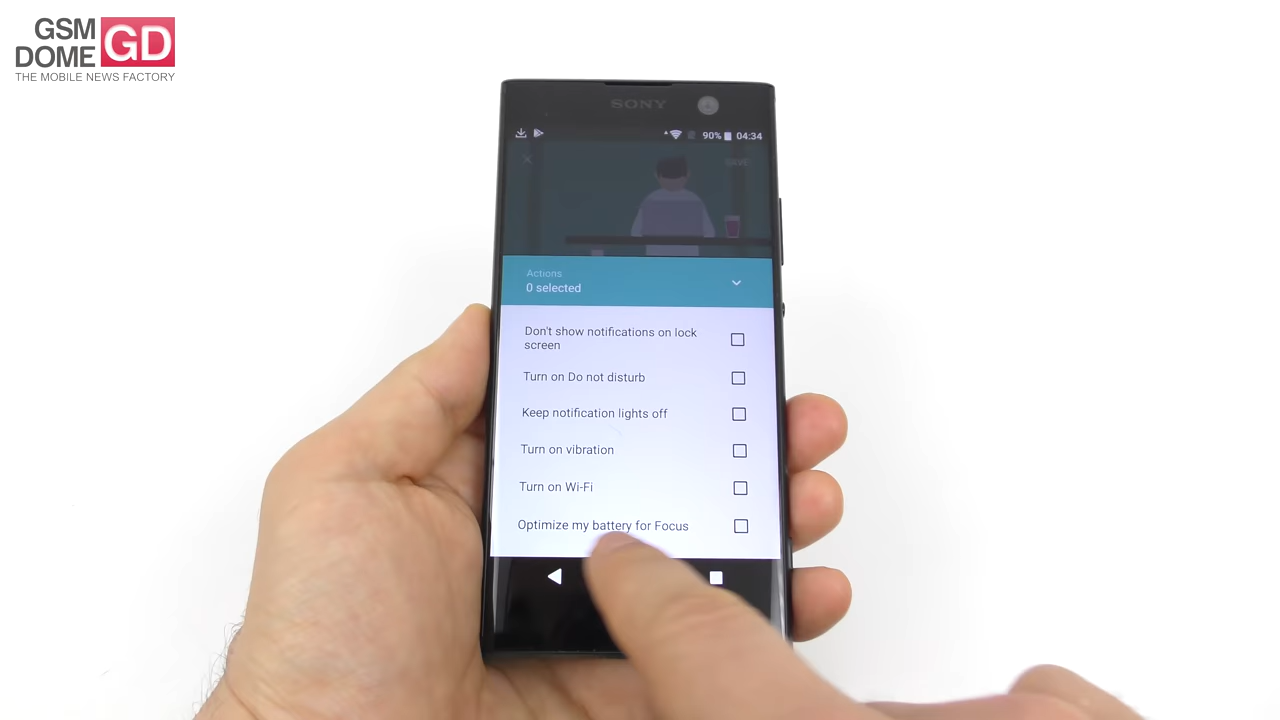 GSM
DOME
GD
THE MOBILE NEWS FACTORY
SONY
90% 04:34
SAVE
Actions
0 selected
Don't show notifications on lock
screen
Turn on Do not disturb
Keep notification lights off
Turn on vibration
Turn on Wi-Fi
Optimize my battery for Focus